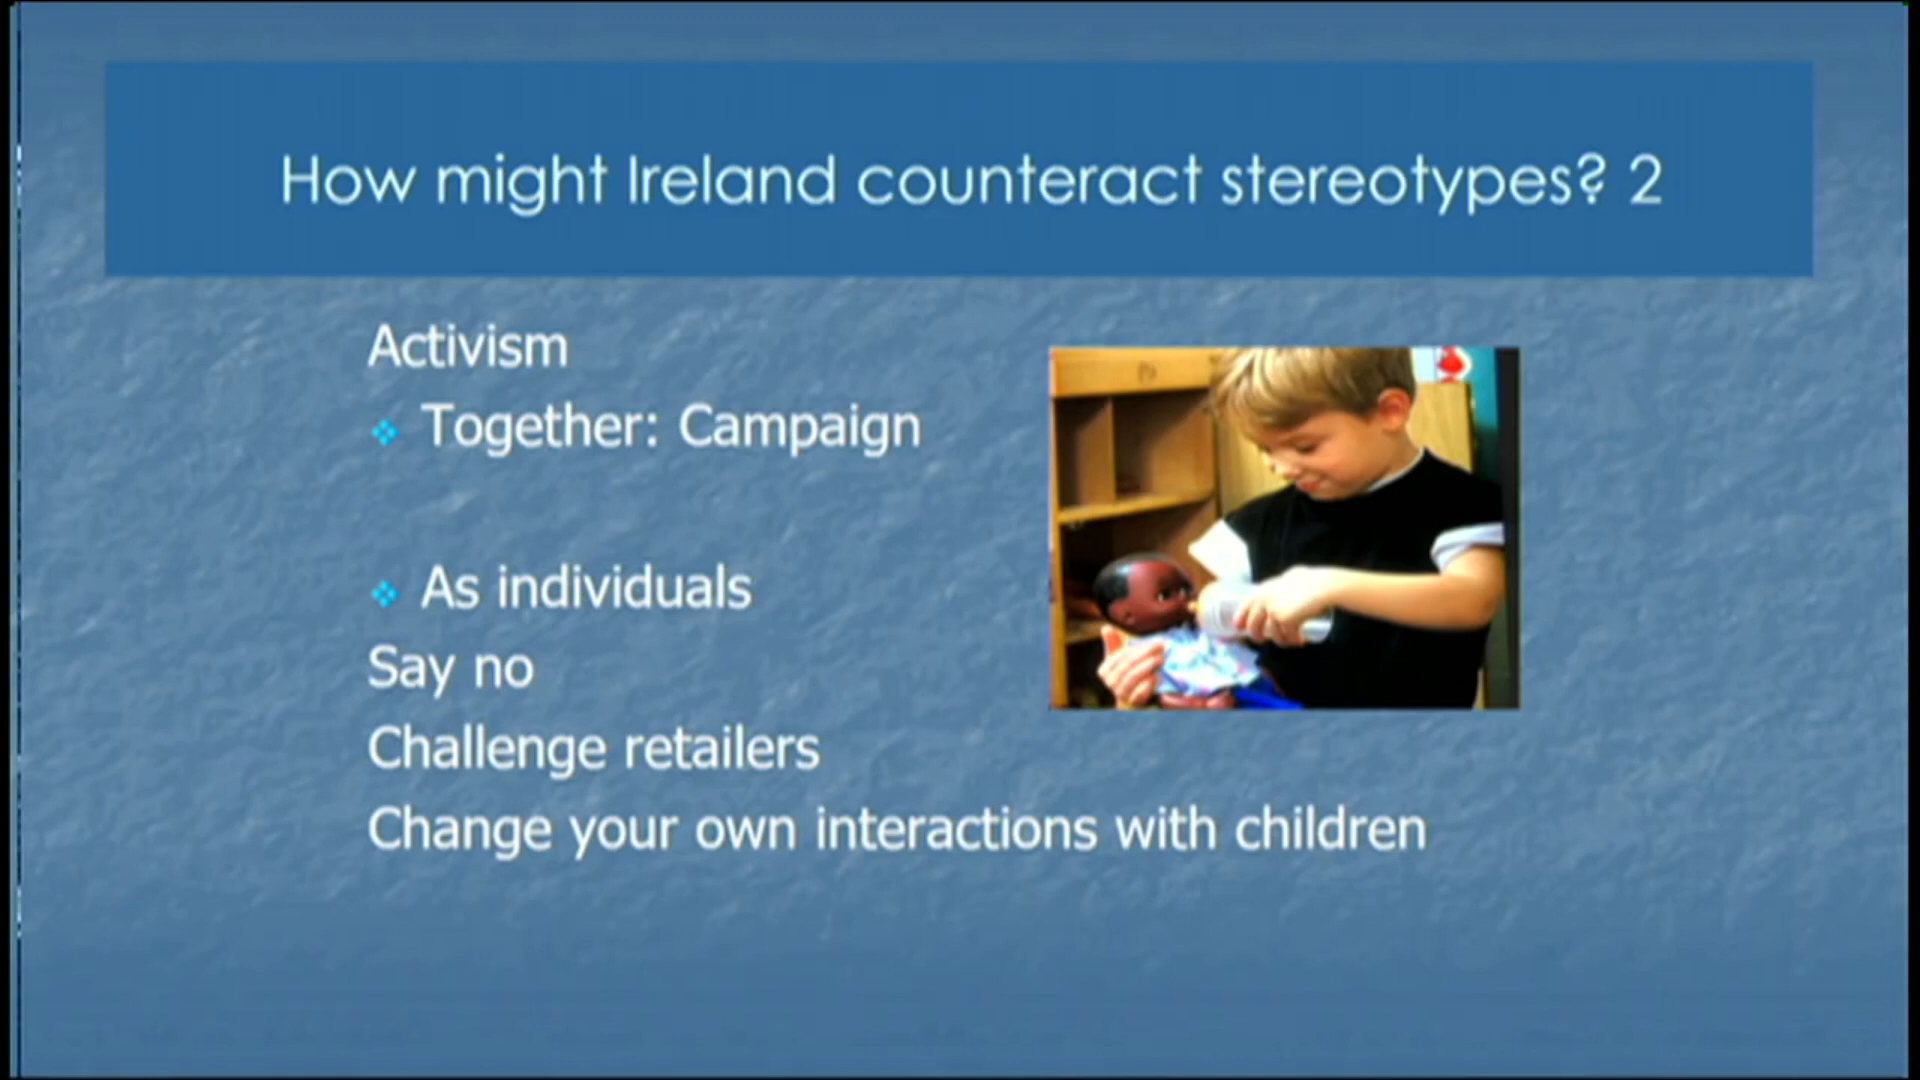 How might Ireland counteract stereotypes? 2
Activism
Together: Campaign
As individuals
Say no
Challenge retailers
Change your own interactions with children